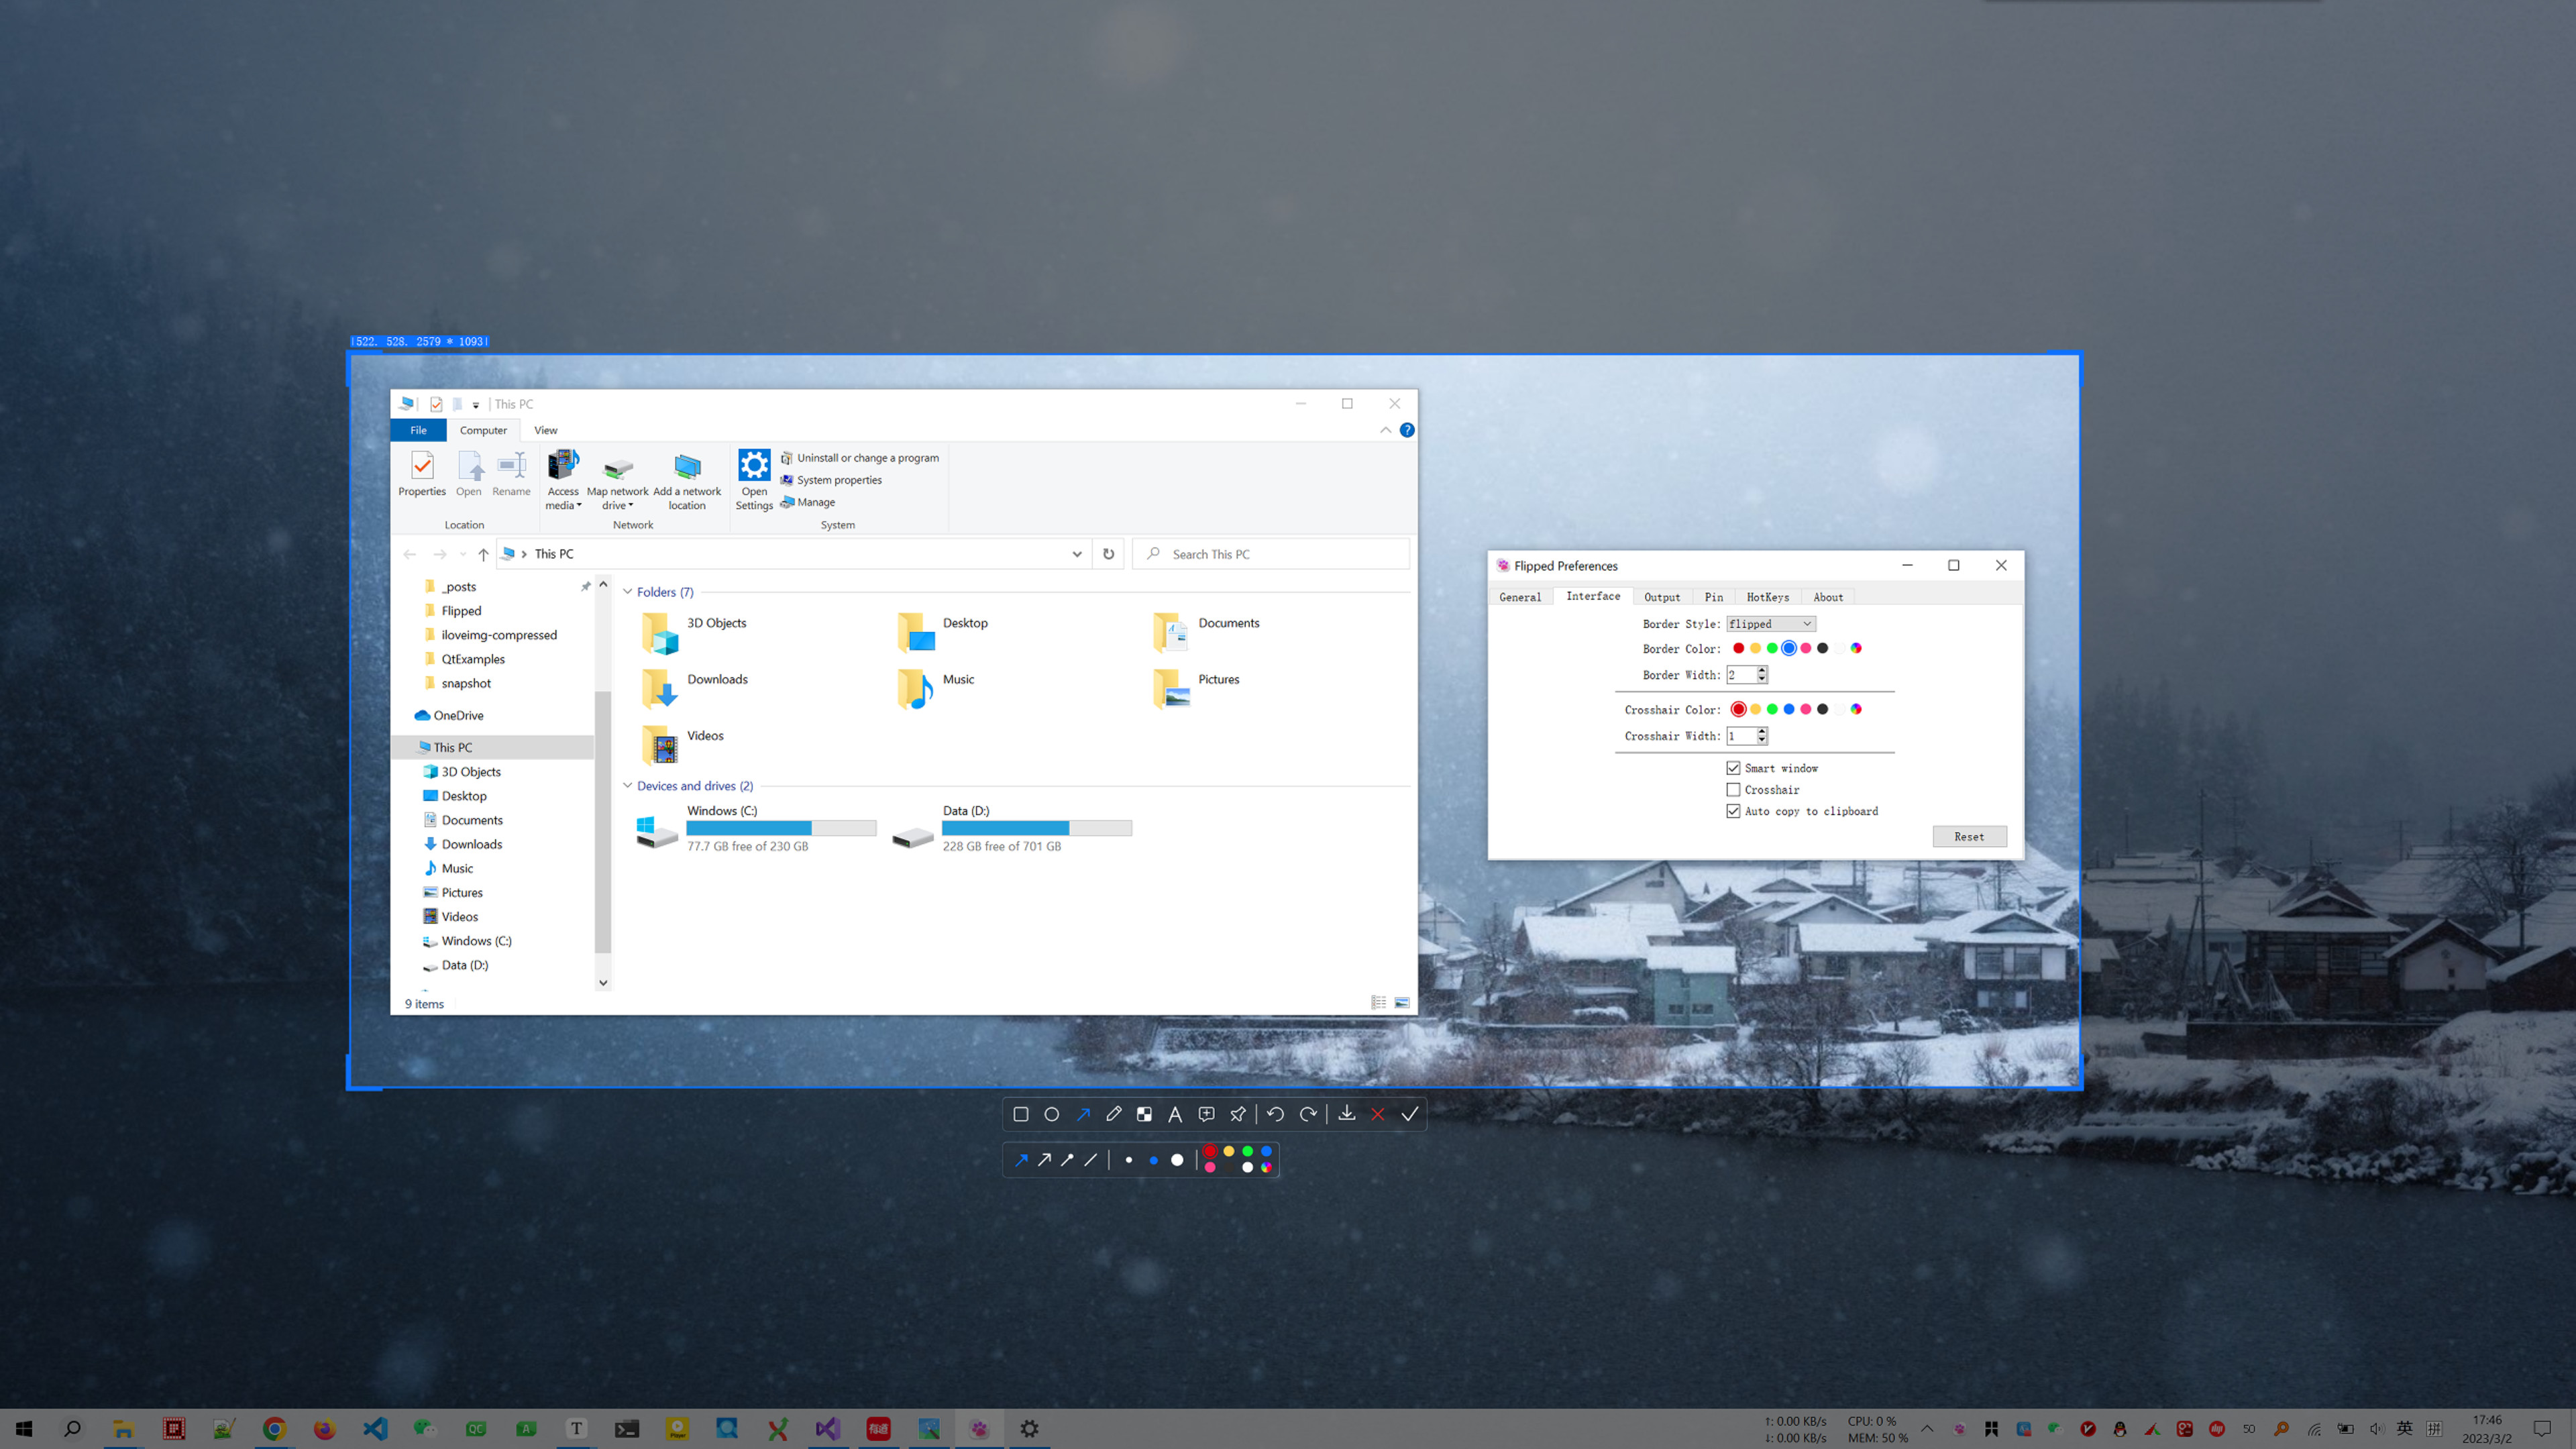 522. 528. 2579 * 1093
This PC
File
Computer
View
Properties
Open
Rename
Access media
Map network drive
Add a network location
Open Settings
Uninstall or change a program
System properties
Manage
Location
Network
System
This PC
Search This PC
_posts
Flipped
iloveimg-compressed
QtExamples
snapshot
OneDrive
This PC
3D Objects
Desktop
Documents
Downloads
Music
Pictures
Videos
Windows (C:)
Data (D:)
Folders (7)
3D Objects
Desktop
Documents
Downloads
Music
Pictures
Videos
Devices and drives (2)
Windows (C:)
77.7 GB free of 230 GB
Data (D:)
228 GB free of 701 GB
9 items
Flipped Preferences
General
Interface
Output
Pin
HotKeys
About
Border Style: flipped
Border Color:
Border Width: 2
Crosshair Color:
Crosshair Width: 1
Smart window
Crosshair
Auto copy to clipboard
Reset
A
QC
A
T
Player
有道
↑: 0.00 KB/s
↓: 0.00 KB/s
CPU: 0 %
MEM: 50 %
50
英
拼
17:46
2023/3/2